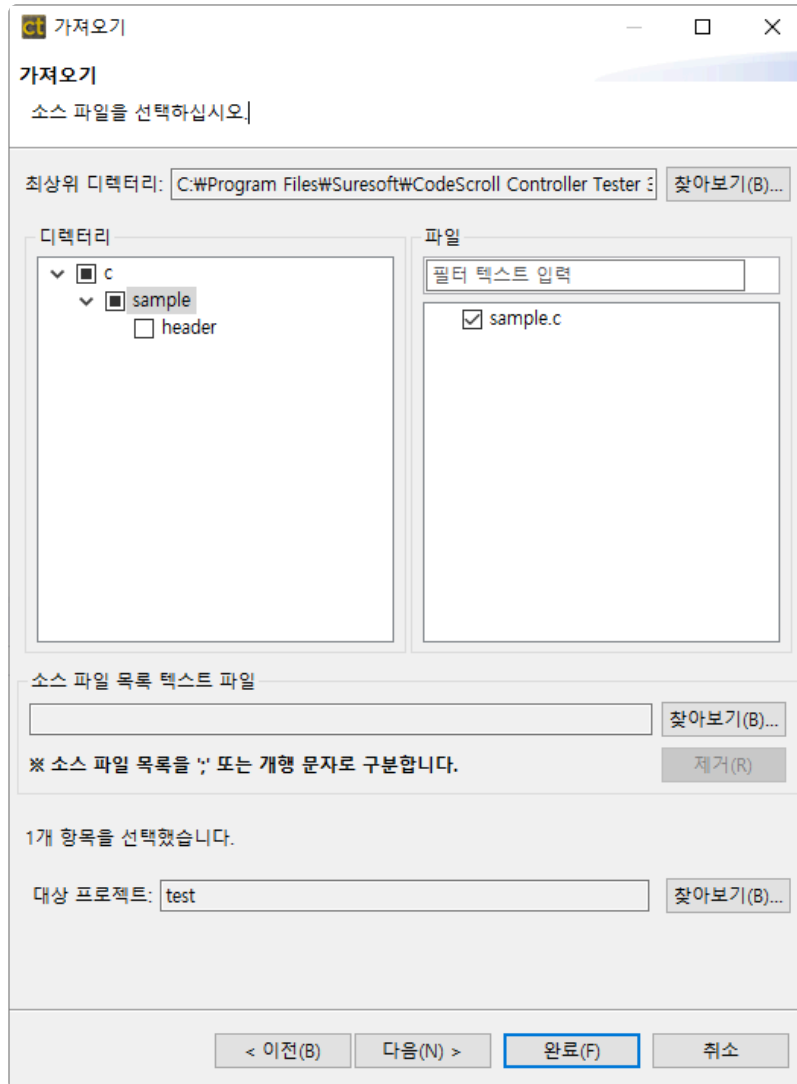 ct 가져오기
가져오기
소스 파일을 선택하십시오.
최상위 디렉터리: C:₩Program Files₩Suresoft₩CodeScroll Controller Tester 3 찾아보기(B)...
디렉터리
c
sample
header
파일
필터 텍스트 입력
sample.c
소스 파일 목록 텍스트 파일
찾아보기(B)...
※ 소스 파일 목록을 ';' 또는 개행 문자로 구분합니다.
제거(R)
1개 항목을 선택했습니다.
대상 프로젝트: test 찾아보기(B)...
< 이전(B) 다음(N) > 완료(F) 취소